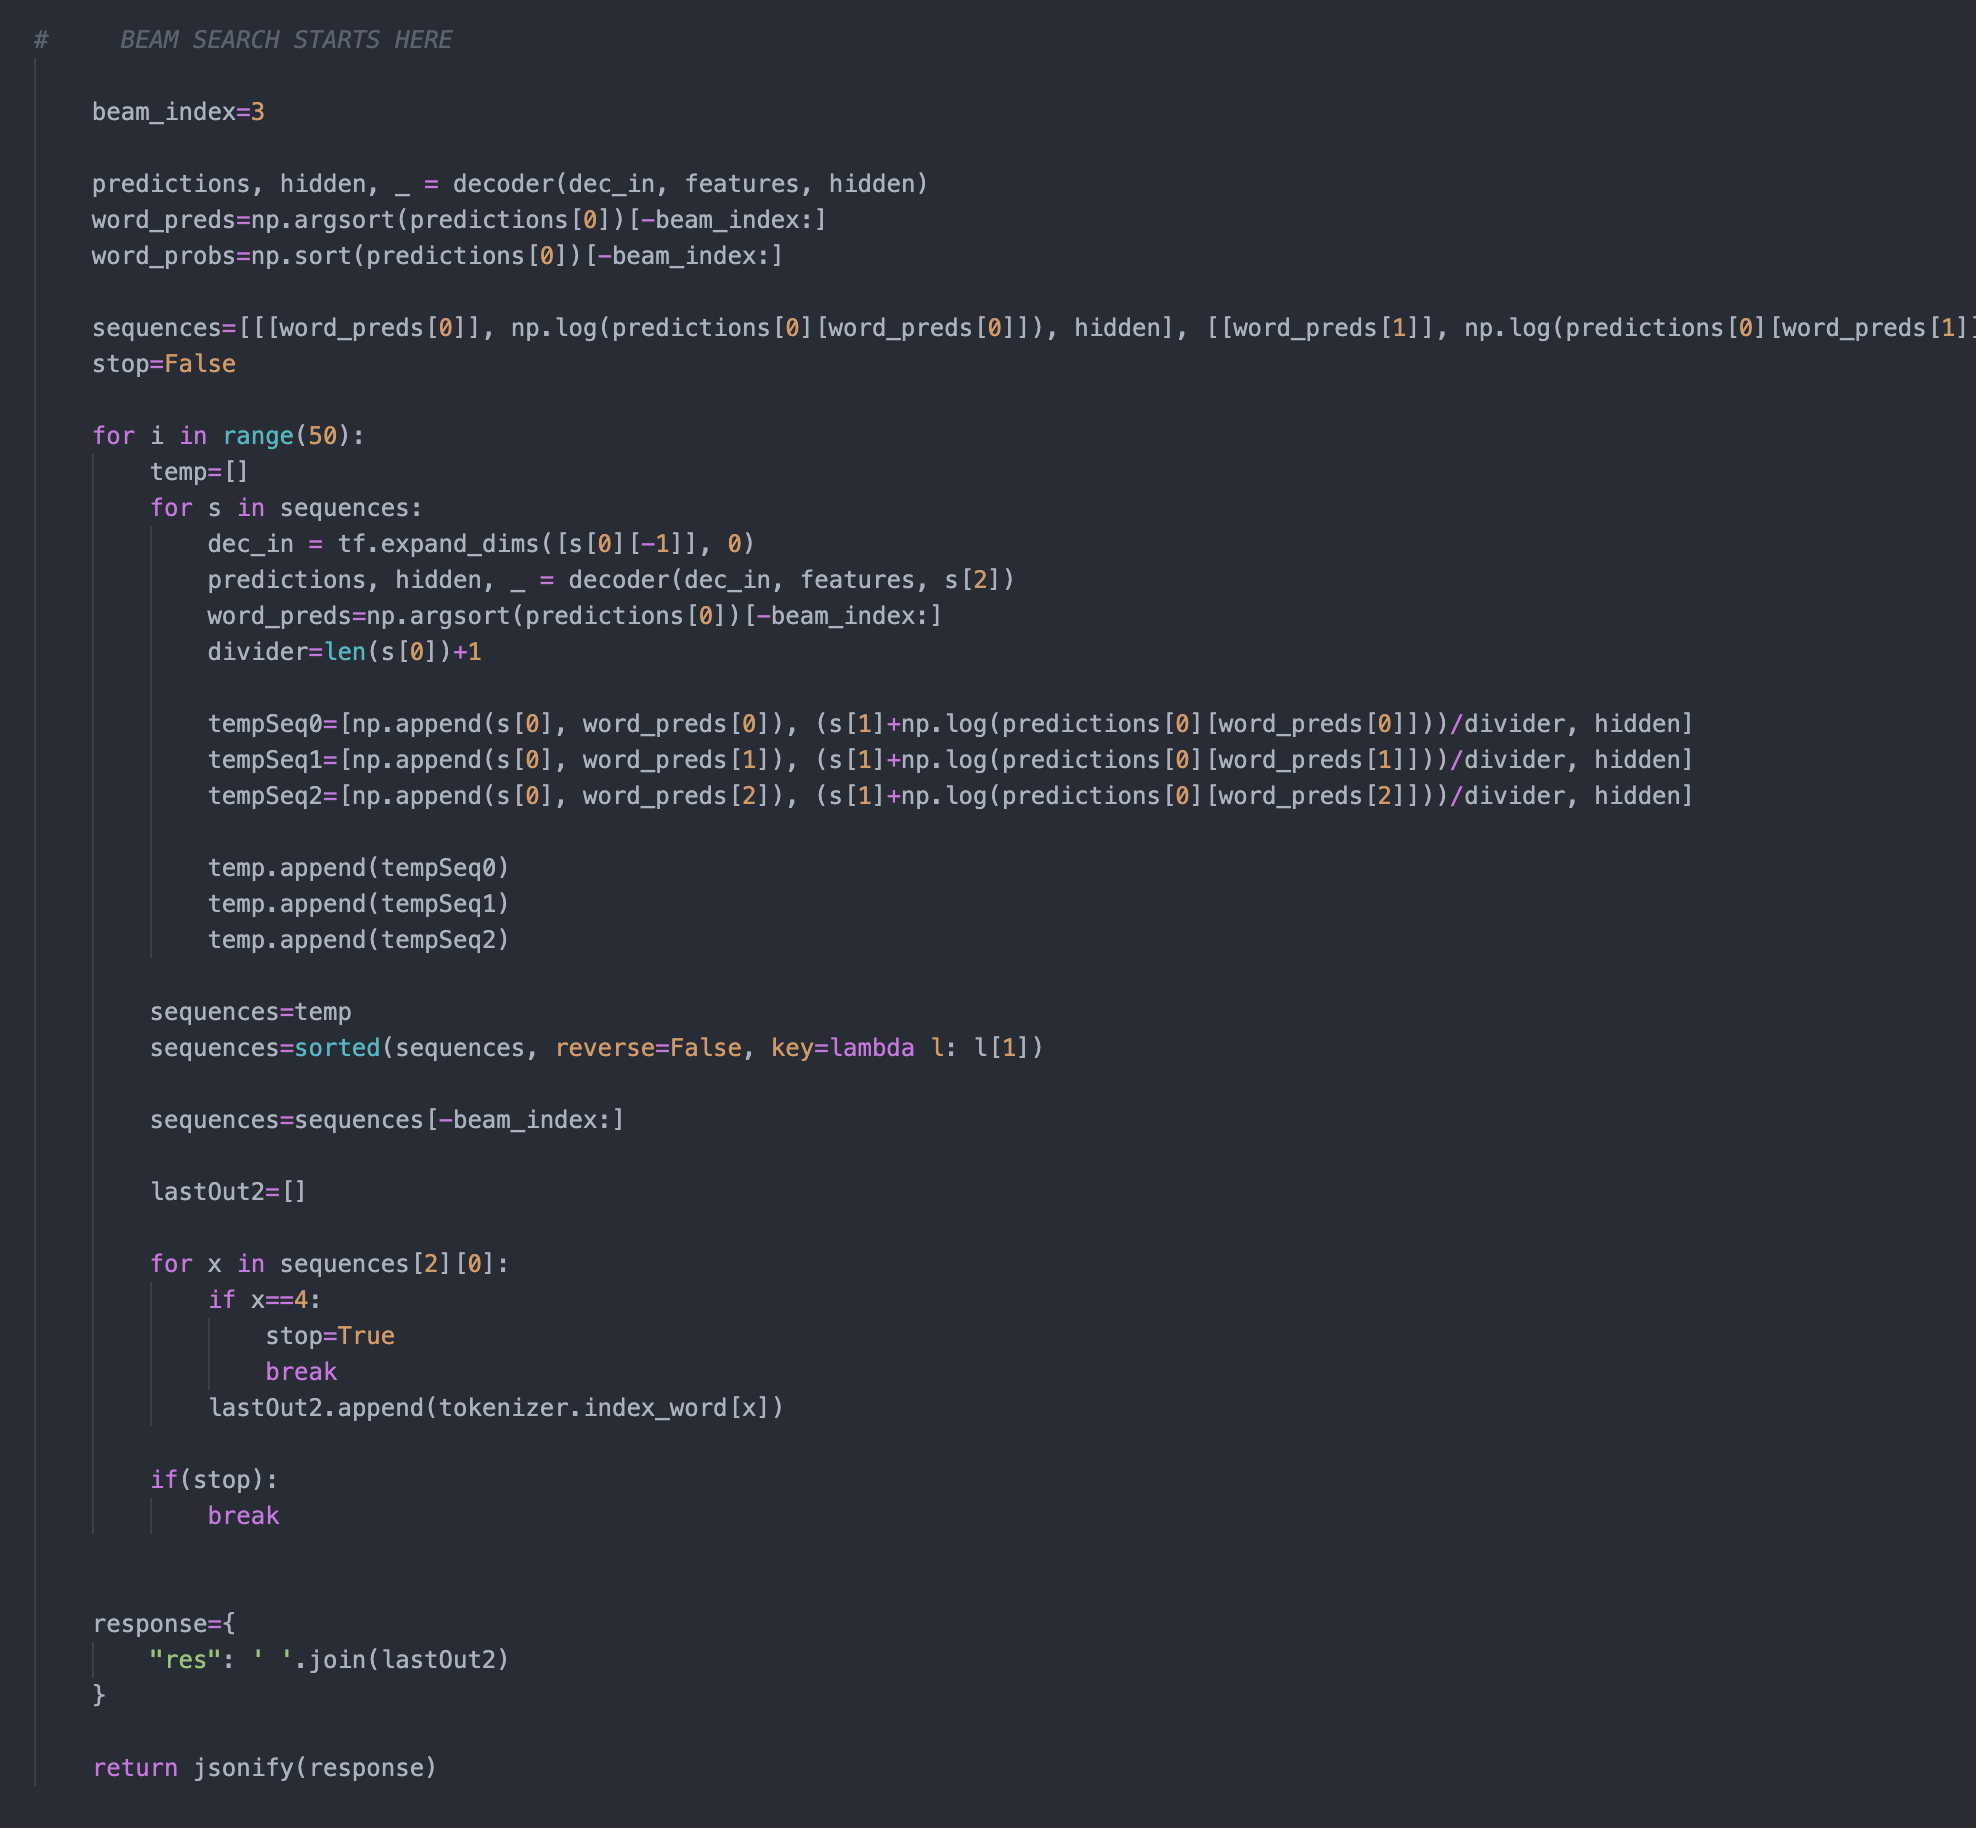 #     BEAM SEARCH STARTS HERE
beam_index=3
predictions, hidden, _ = decoder(dec_in, features, hidden)
word_preds=np.argsort(predictions[0])[-beam_index:]
word_probs=np.sort(predictions[0])[-beam_index:]
sequences=[[[word_preds[0]], np.log(predictions[0][word_preds[0]]), hidden], [[word_preds[1]], np.log(predictions[0][word_preds[1]]
stop=False
for i in range(50):
    temp=[]
    for s in sequences:
        dec_in = tf.expand_dims([s[0][-1]], 0)
        predictions, hidden, _ = decoder(dec_in, features, s[2])
        word_preds=np.argsort(predictions[0])[-beam_index:]
        divider=len(s[0])+1
        tempSeq0=[np.append(s[0], word_preds[0]), (s[1]+np.log(predictions[0][word_preds[0]]))/divider, hidden]
        tempSeq1=[np.append(s[0], word_preds[1]), (s[1]+np.log(predictions[0][word_preds[1]]))/divider, hidden]
        tempSeq2=[np.append(s[0], word_preds[2]), (s[1]+np.log(predictions[0][word_preds[2]]))/divider, hidden]
        temp.append(tempSeq0)
        temp.append(tempSeq1)
        temp.append(tempSeq2)
    sequences=temp
    sequences=sorted(sequences, reverse=False, key=lambda l: l[1])
    sequences=sequences[-beam_index:]
    lastOut2=[]
    for x in sequences[2][0]:
        if x==4:
            stop=True
            break
        lastOut2.append(tokenizer.index_word[x])
    if(stop):
        break
response={
    "res": ' '.join(lastOut2)
}
return jsonify(response)